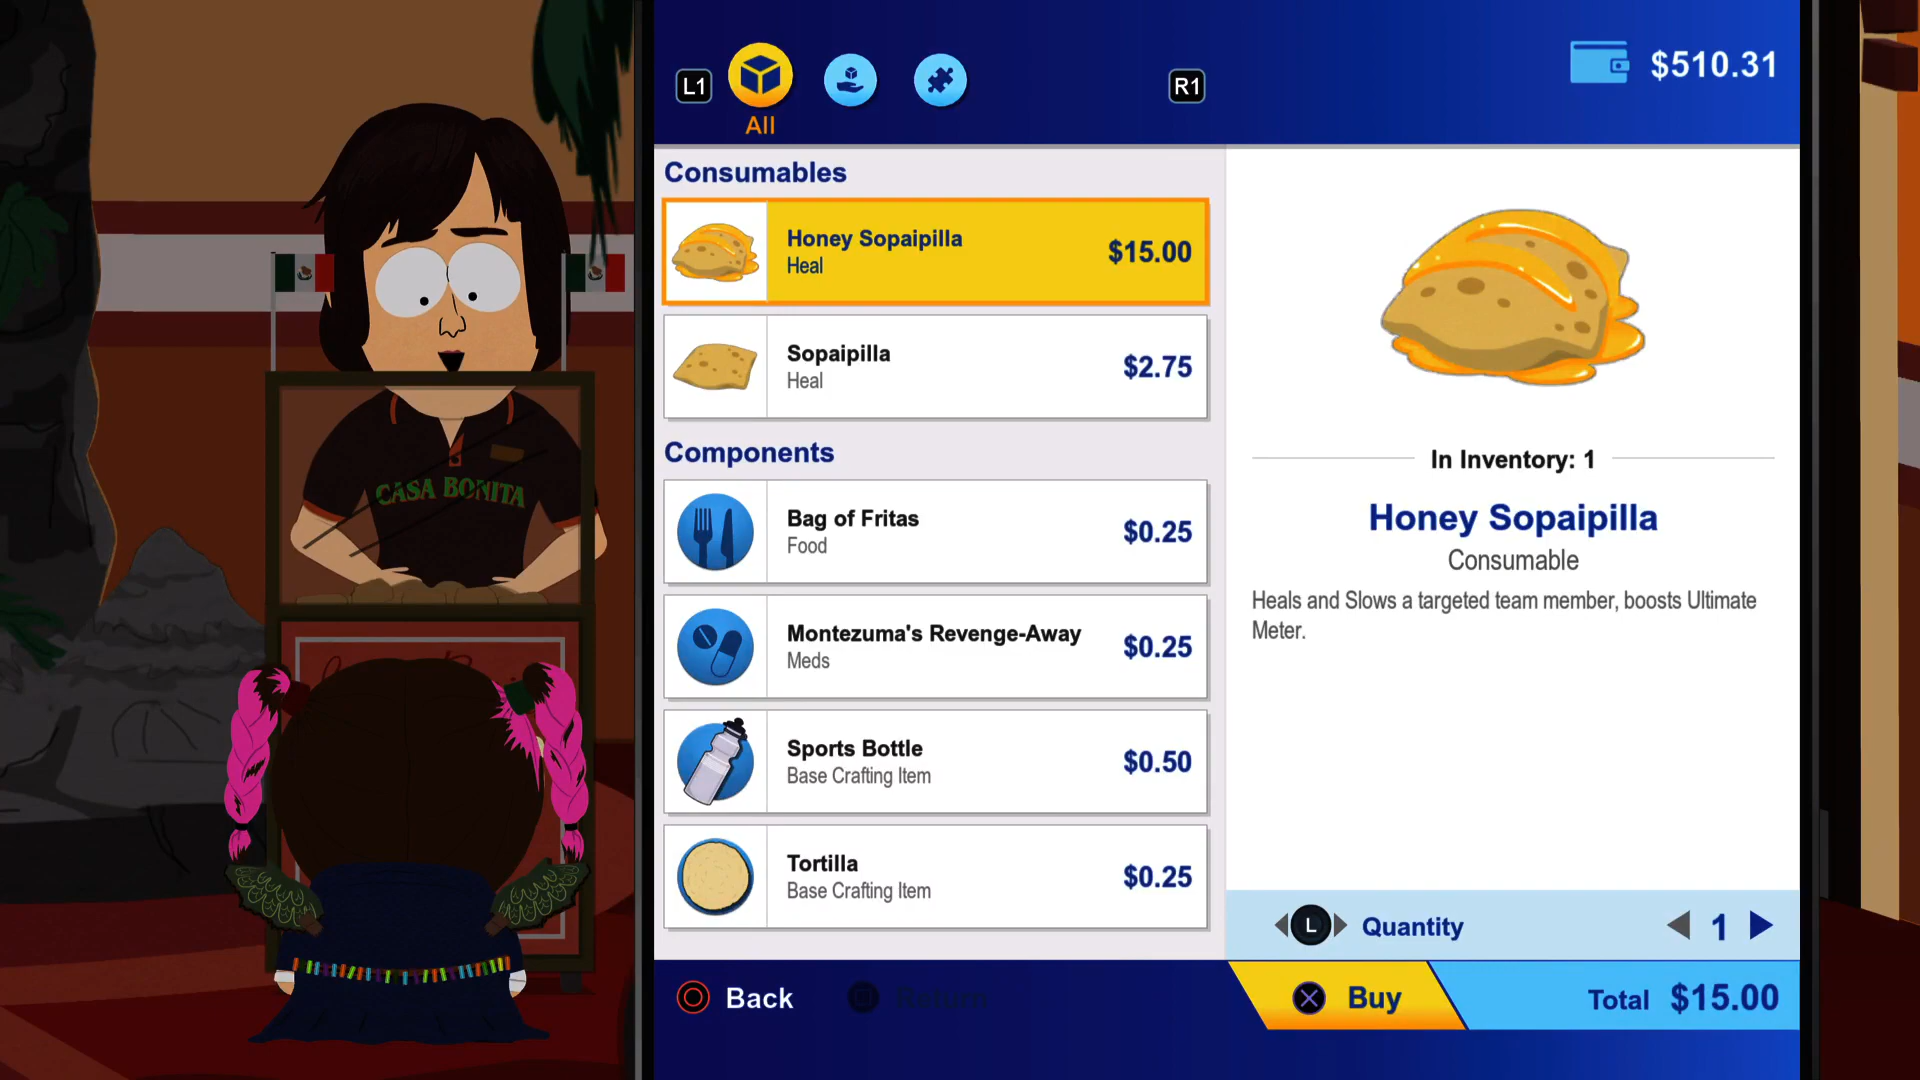 L1
R1
$510.31
All
Consumables
Honey Sopaipilla
Heal
$15.00
Sopaipilla
Heal
$2.75
Components
Bag of Fritas
Food
$0.25
Montezuma's Revenge-Away
Meds
$0.25
Sports Bottle
Base Crafting Item
$0.50
Tortilla
Base Crafting Item
$0.25
In Inventory: 1
Honey Sopaipilla
Consumable
Heals and Slows a targeted team member, boosts Ultimate
Meter.
L Quantity 1
Back
Return
Buy
Total $15.00
CASA BONITA